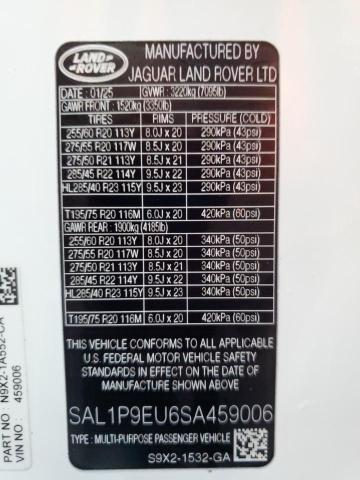 LAND ROVER
MANUFACTURED BY
JAGUAR LAND ROVER LTD
DATE : 01/25 GVWR : 3220kg (7095lb)
GAWR FRONT : 1520kg (3350lb)
TIRES RIMS PRESSURE (COLD)
255/60 R20 113Y 8.0J x 20 290kPa (43psi)
275/55 R20 117W 8.5J x 20 290kPa (43psi)
275/50 R21 113Y 8.5J x 21 290kPa (43psi)
285/45 R22 114Y 9.5J x 22 290kPa (43psi)
HL285/40 R23 115Y 9.5J x 23 290kPa (43psi)
T195/75 R20 116M 6.0J x 20 420kPa (60psi)
GAWR REAR : 1900kg (4185lb)
255/60 R20 113Y 8.0J x 20 340kPa (50psi)
275/55 R20 117W 8.5J x 20 340kPa (50psi)
275/50 R21 113Y 8.5J x 21 340kPa (50psi)
285/45 R22 114Y 9.5J x 22 340kPa (50psi)
HL285/40 R23 115Y 9.5J x 23 340kPa (50psi)
T195/75 R20 116M 6.0J x 20 420kPa (60psi)
THIS VEHICLE CONFORMS TO ALL APPLICABLE
FEDERAL MOTOR VEHICLE SAFETY
STANDARDS IN EFFECT ON THE DATE OF
MANUFACTURE SHOWN ABOVE
SAL1P9EU6SA459006
TYPE : MULTI-PURPOSE PASSENGER VEHICLE
S9X2-1532-GA
PART NO : N9X2-1A552-CA
VIN NO : 459006